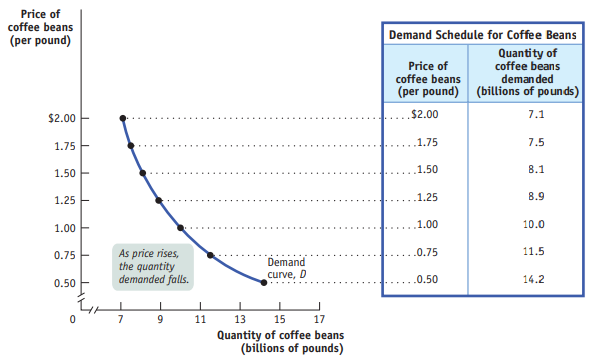 Price of
coffee beans
(per pound)
$2.00
1.75
1.50
1.25
1.00
0.75
0.50
0
7
9
11
13
15
17
Quantity of coffee beans
(billions of pounds)
As price rises,
the quantity
demanded falls.
Demand
curve, D
Demand Schedule for Coffee Beans
Price of
coffee beans
(per pound)
Quantity of
coffee beans
demanded
(billions of pounds)
$2.00 7.1
1.75 7.5
1.50 8.1
1.25 8.9
1.00 10.0
0.75 11.5
0.50 14.2